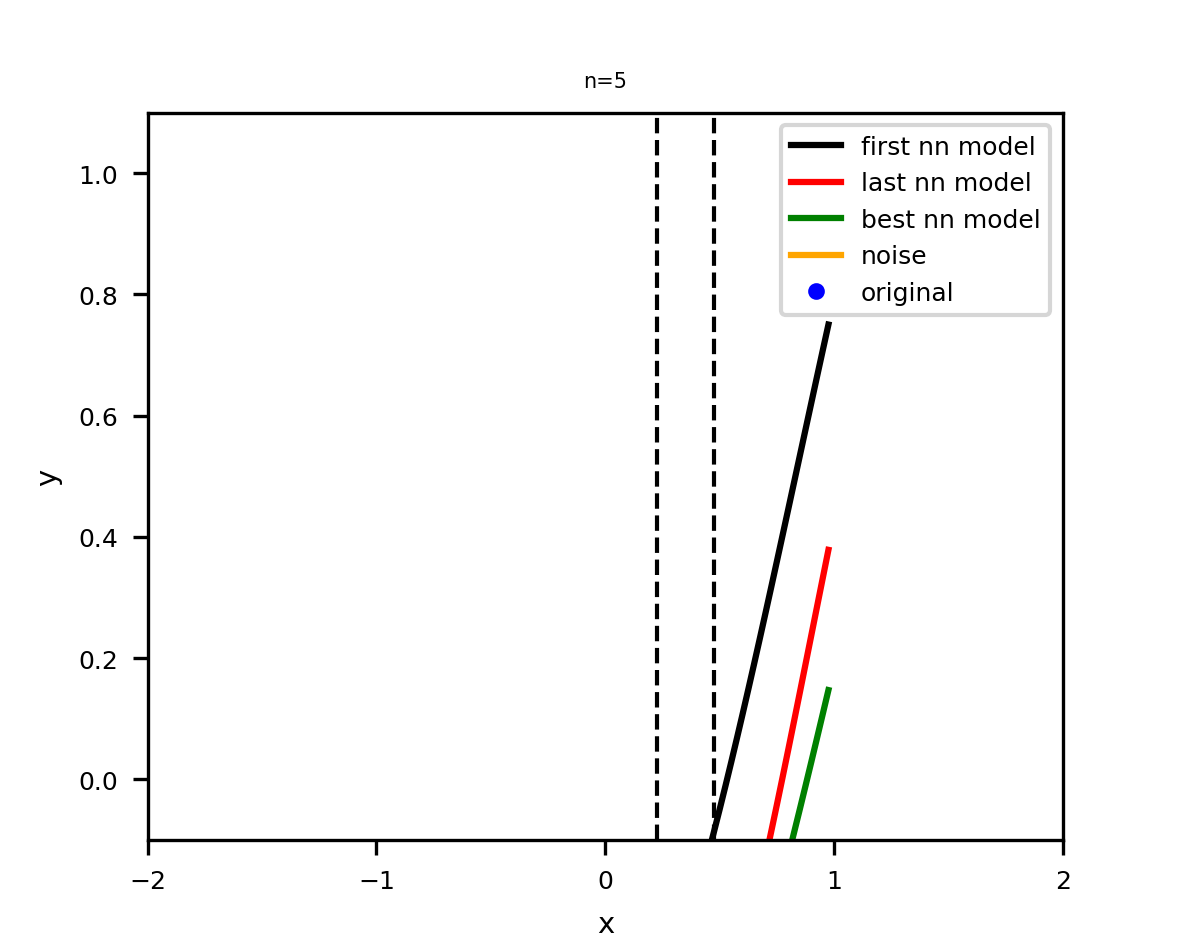 n=5
first nn model
last nn model
best nn model
noise
original
1.0
0.8
0.6
0.4
0.2
0.0
y
−2
−1
0
1
2
x